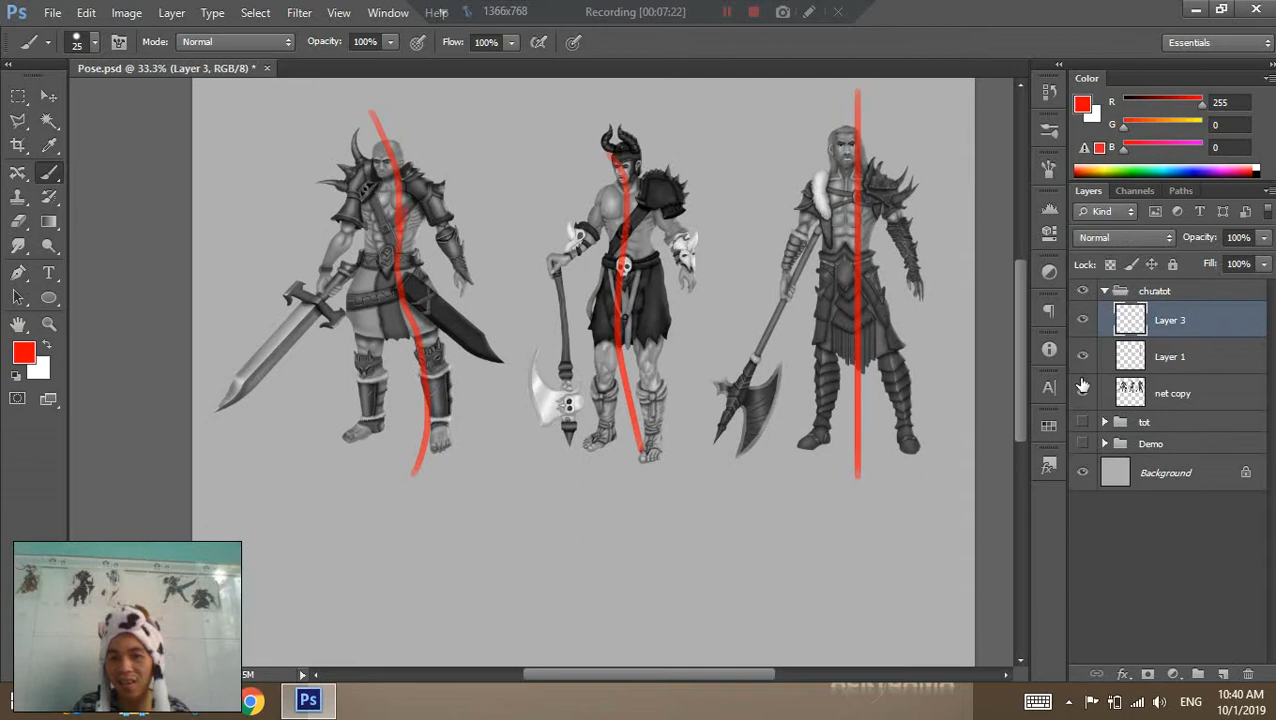 Ps File Edit Image Layer Type Select Filter View Window Help 1366x768 Recording [00:07:22]
25 Mode: Normal Opacity: 100% Flow: 100% Essentials
Pose.psd @ 33.3% (Layer 3, RGB/8) * ×
Color
R 255
G 0
B 0
Layers Channels Paths
Kind
Normal Opacity: 100%
Lock: Fill: 100%
chuatot
Layer 3
Layer 1
net copy
tot
Demo
Background
5M
Ps ENG 10:40 AM
10/1/2019